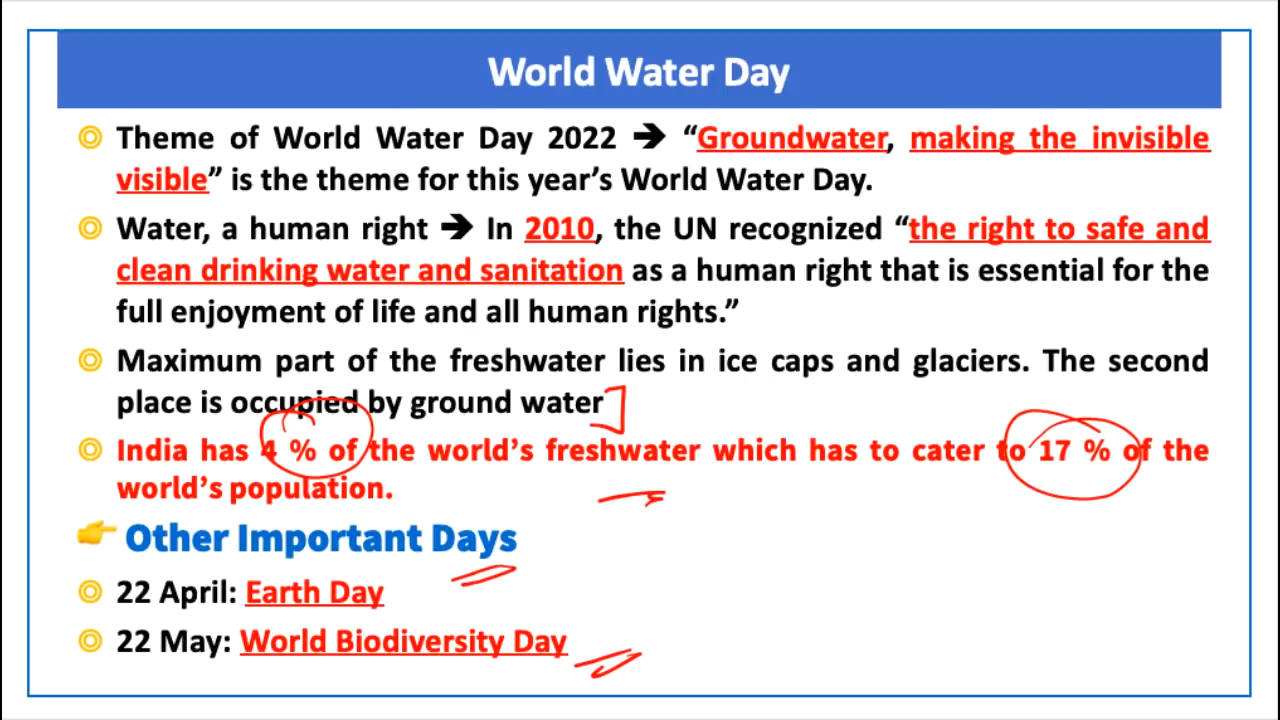 World Water Day
Theme of World Water Day 2022 → “Groundwater, making the invisible
visible” is the theme for this year’s World Water Day.
Water, a human right → In 2010, the UN recognized “the right to safe and
clean drinking water and sanitation as a human right that is essential for the
full enjoyment of life and all human rights.”
Maximum part of the freshwater lies in ice caps and glaciers. The second
place is occupied by ground water
India has 4 % of the world’s freshwater which has to cater to 17 % of the
world’s population.
Other Important Days
22 April: Earth Day
22 May: World Biodiversity Day